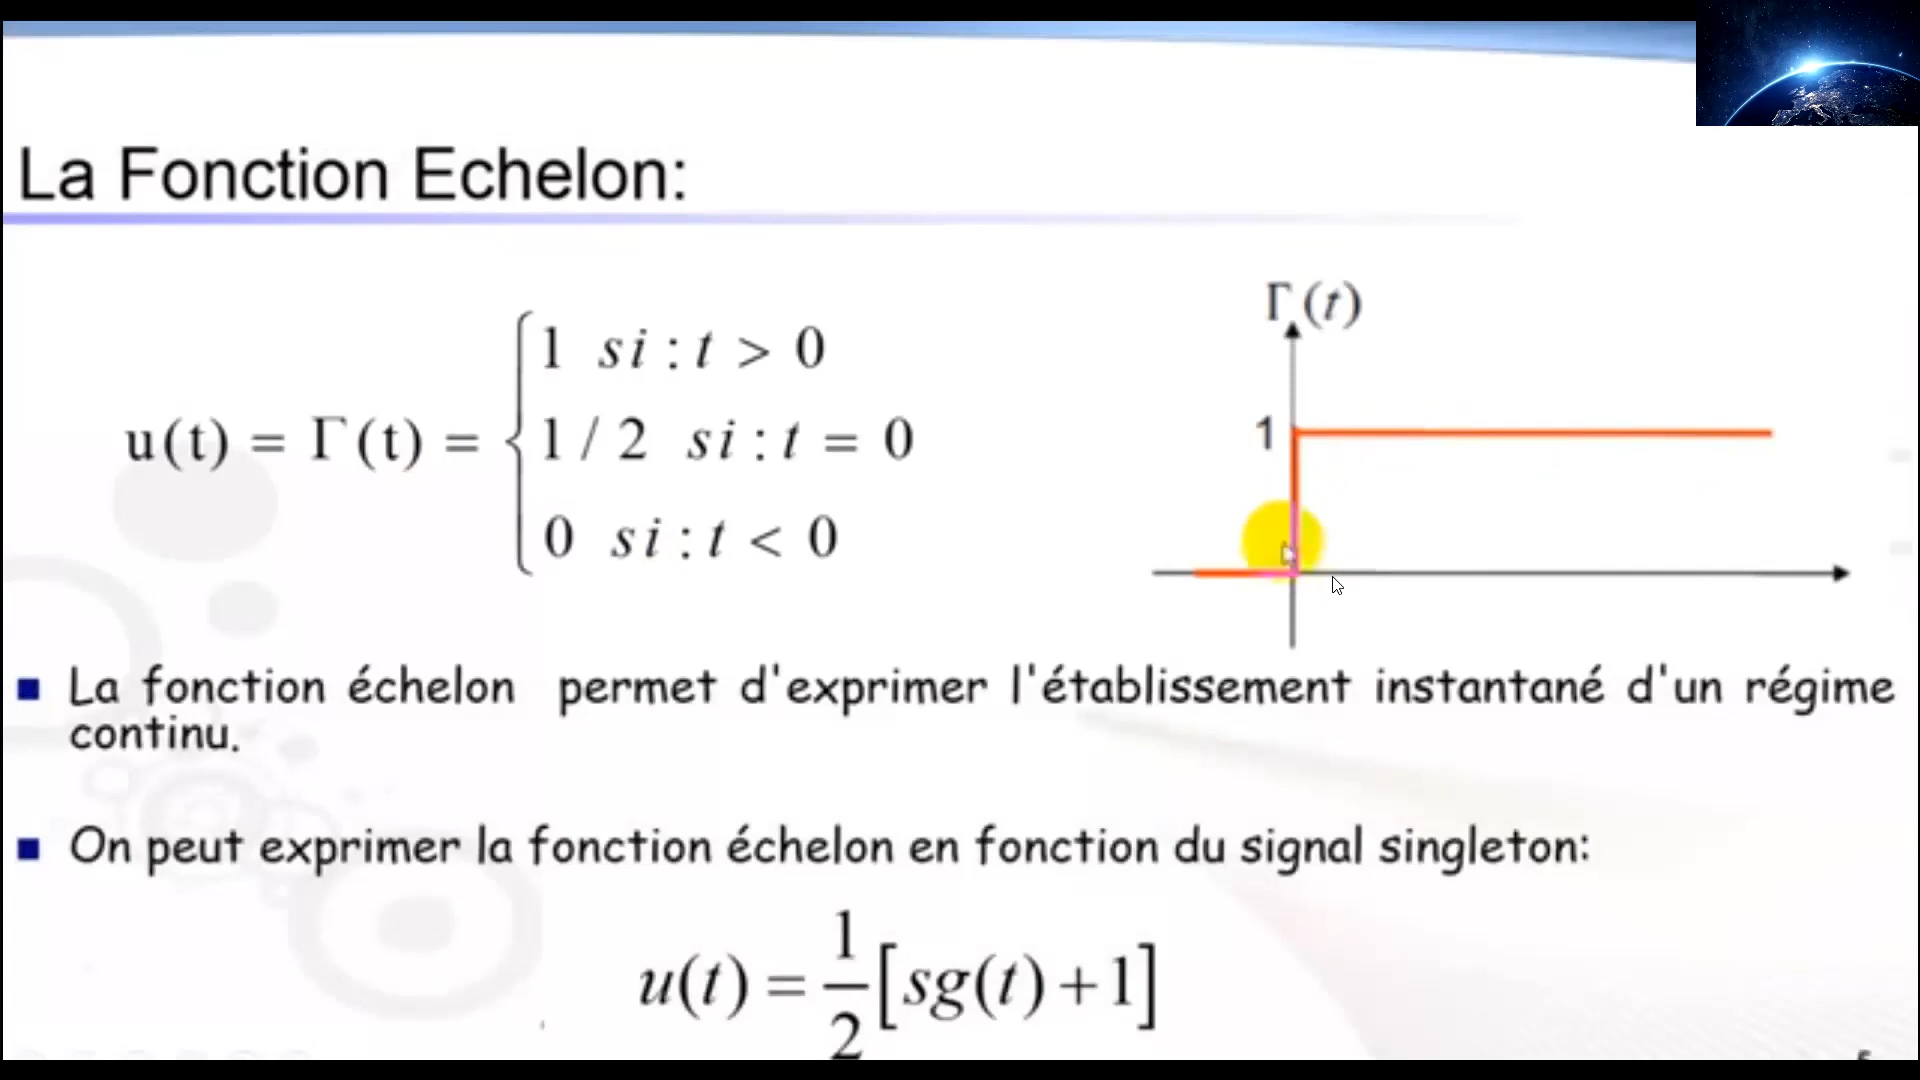 La Fonction Echelon:
u(t) = Γ(t) = { 1 si : t > 0
1 / 2 si : t = 0
0 si : t < 0
Γ(t)
1
La fonction échelon permet d'exprimer l'établissement instantané d'un régime
continu.
On peut exprimer la fonction échelon en fonction du signal singleton:
u(t) = 1/2 [sg(t)+1]